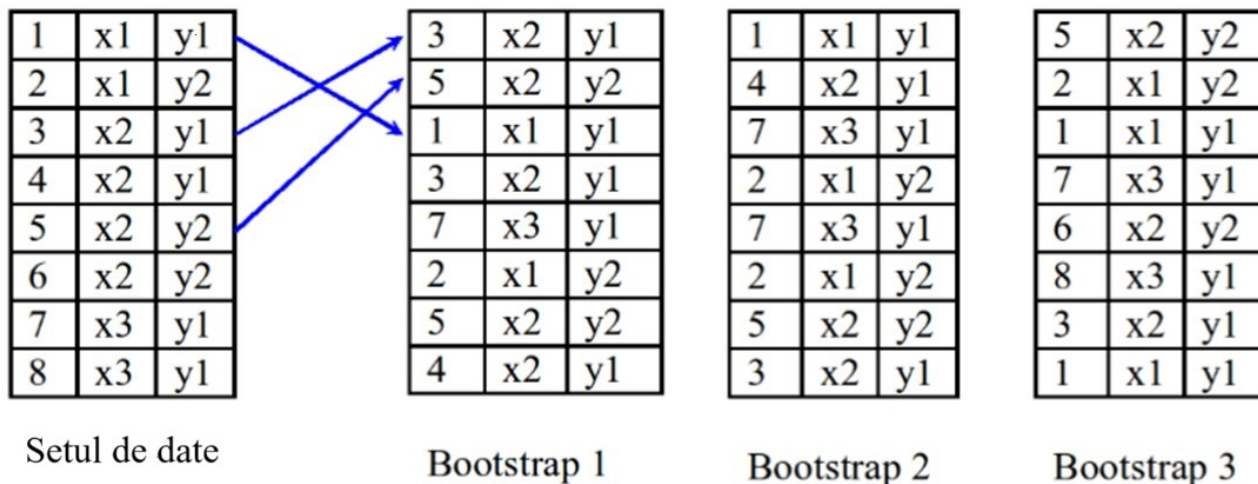 1 x1 y1
2 x1 y2
3 x2 y1
4 x2 y1
5 x2 y2
6 x2 y2
7 x3 y1
8 x3 y1
Setul de date
3 x2 y1
5 x2 y2
1 x1 y1
3 x2 y1
7 x3 y1
2 x1 y2
5 x2 y2
4 x2 y1
Bootstrap 1
1 x1 y1
4 x2 y1
7 x3 y1
2 x1 y2
7 x3 y1
2 x1 y2
5 x2 y2
3 x2 y1
Bootstrap 2
5 x2 y2
2 x1 y2
1 x1 y1
7 x3 y1
6 x2 y2
8 x3 y1
3 x2 y1
1 x1 y1
Bootstrap 3